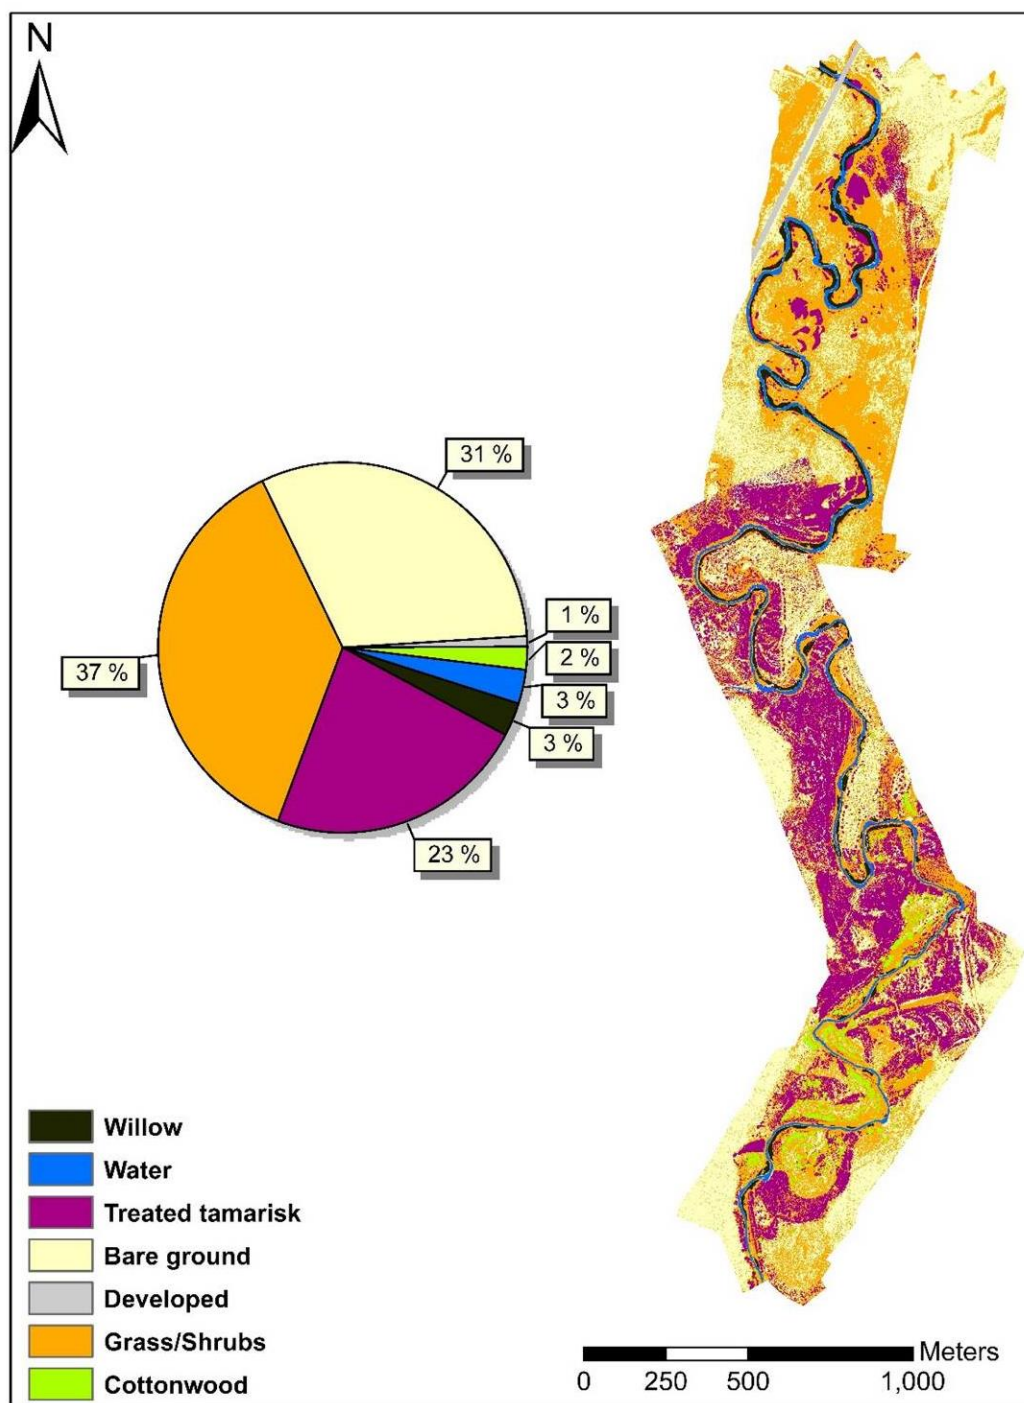 N
31 %
1 %
2 %
3 %
3 %
37 %
23 %
Willow
Water
Treated tamarisk
Bare ground
Developed
Grass/Shrubs
Cottonwood
Meters
0 250 500 1,000